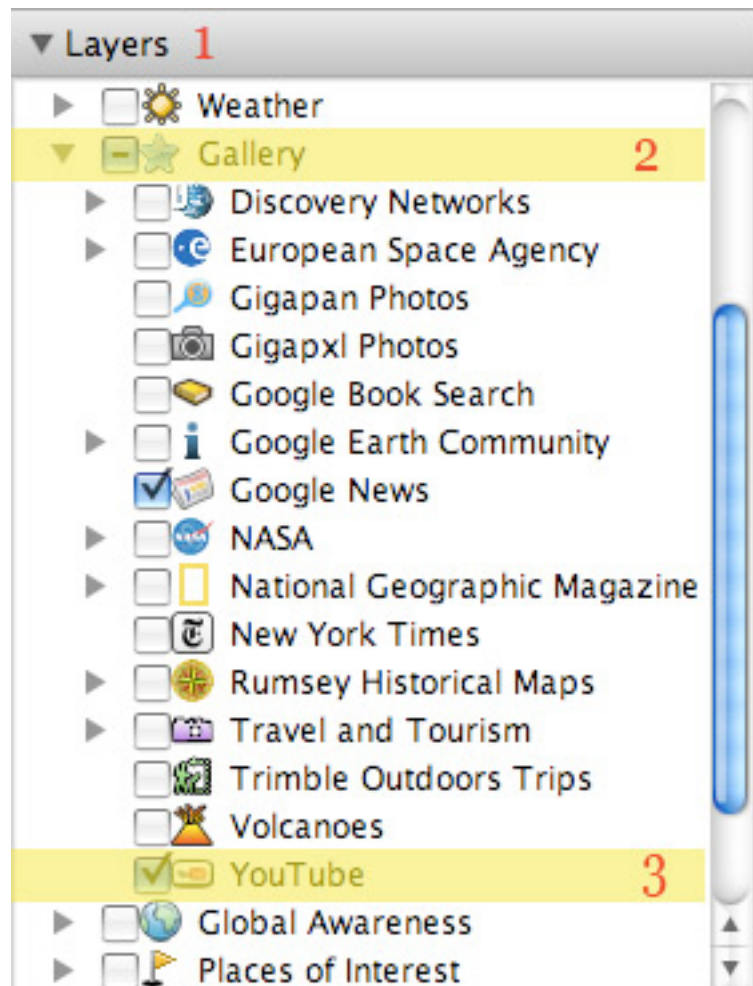 Layers 1
Weather
Gallery 2
Discovery Networks
European Space Agency
Gigapan Photos
Gigapxl Photos
Google Book Search
Google Earth Community
Google News
NASA
National Geographic Magazine
New York Times
Rumsey Historical Maps
Travel and Tourism
Trimble Outdoors Trips
Volcanoes
YouTube 3
Global Awareness
Places of Interest